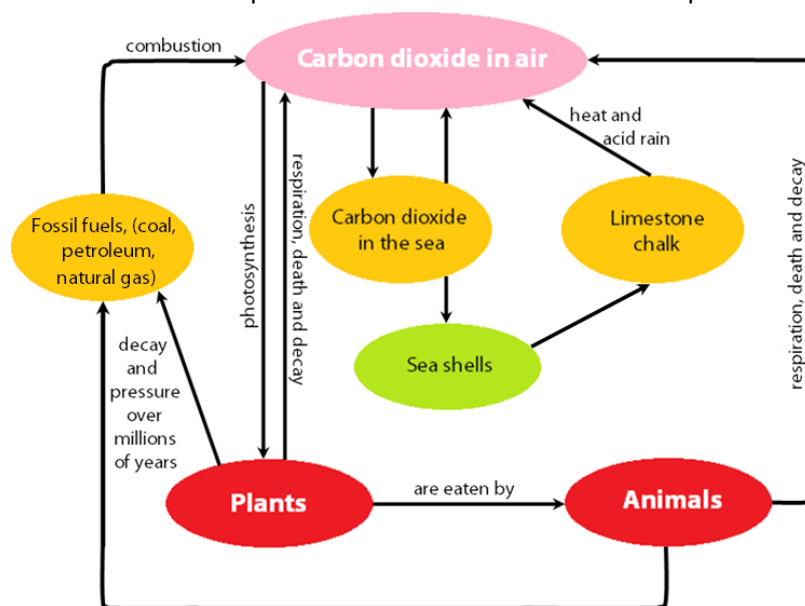 combustion
Carbon dioxide in air
heat and
acid rain
respiration, death and decay
photosynthesis
respiration, death and decay
Fossil fuels, (coal,
petroleum,
natural gas)
Carbon dioxide
in the sea
Limestone
chalk
decay
and
pressure
over
millions
of years
Sea shells
Plants
are eaten by
Animals